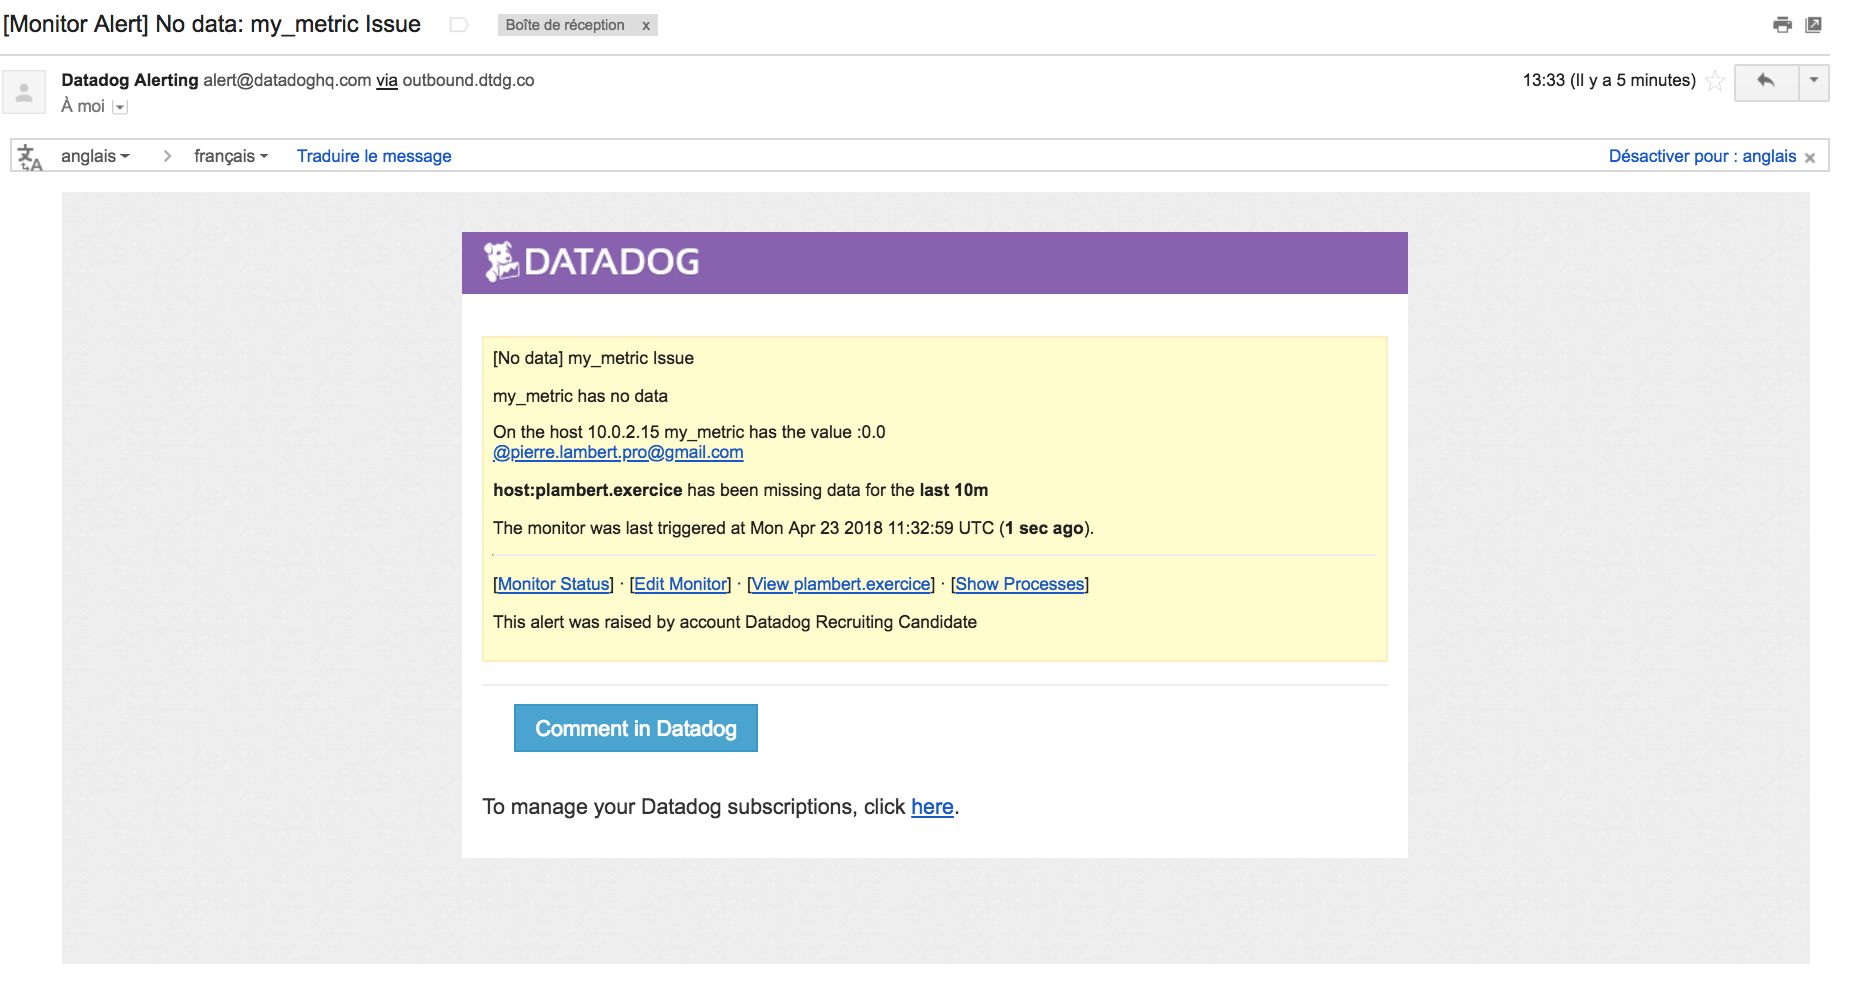 [Monitor Alert] No data: my_metric Issue
Boîte de réception x
Datadog Alerting alert@datadoghq.com via outbound.dtdg.co
13:33 (Il y a 5 minutes)
À moi
anglais
français
Traduire le message
Désactiver pour : anglais
DATADOG
[No data] my_metric Issue
my_metric has no data
On the host 10.0.2.15 my_metric has the value :0.0
@pierre.lambert.pro@gmail.com
host:plambert.exercice has been missing data for the last 10m
The monitor was last triggered at Mon Apr 23 2018 11:32:59 UTC (1 sec ago).
[Monitor Status] · [Edit Monitor] · [View plambert.exercice] · [Show Processes]
This alert was raised by account Datadog Recruiting Candidate
Comment in Datadog
To manage your Datadog subscriptions, click here.